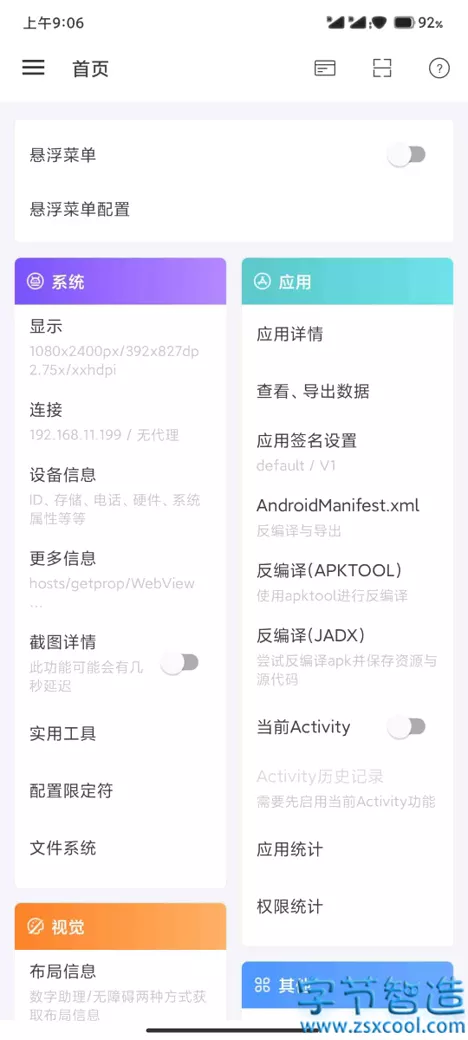 上午9:06
92%
首页
悬浮菜单
悬浮菜单配置
系统
显示
1080x2400px/392x827dp
2.75x/xxhdpi
连接
192.168.11.199 / 无代理
设备信息
ID、存储、电话、硬件、系统
属性等等
更多信息
hosts/getprop/WebView
...
截图详情
此功能可能会有几
秒延迟
实用工具
配置限定符
文件系统
视觉
布局信息
数字助理/无障碍两种方式获
取布局信息
应用
应用详情
查看、导出数据
应用签名设置
default / V1
AndroidManifest.xml
反编译与导出
反编译(APKTOOL)
使用apktool进行反编译
反编译(JADX)
尝试反编译apk并保存资源与
源代码
当前Activity
Activity历史记录
需要先启用当前Activity功能
应用统计
权限统计
其他
字节智造
www.zsxcool.com